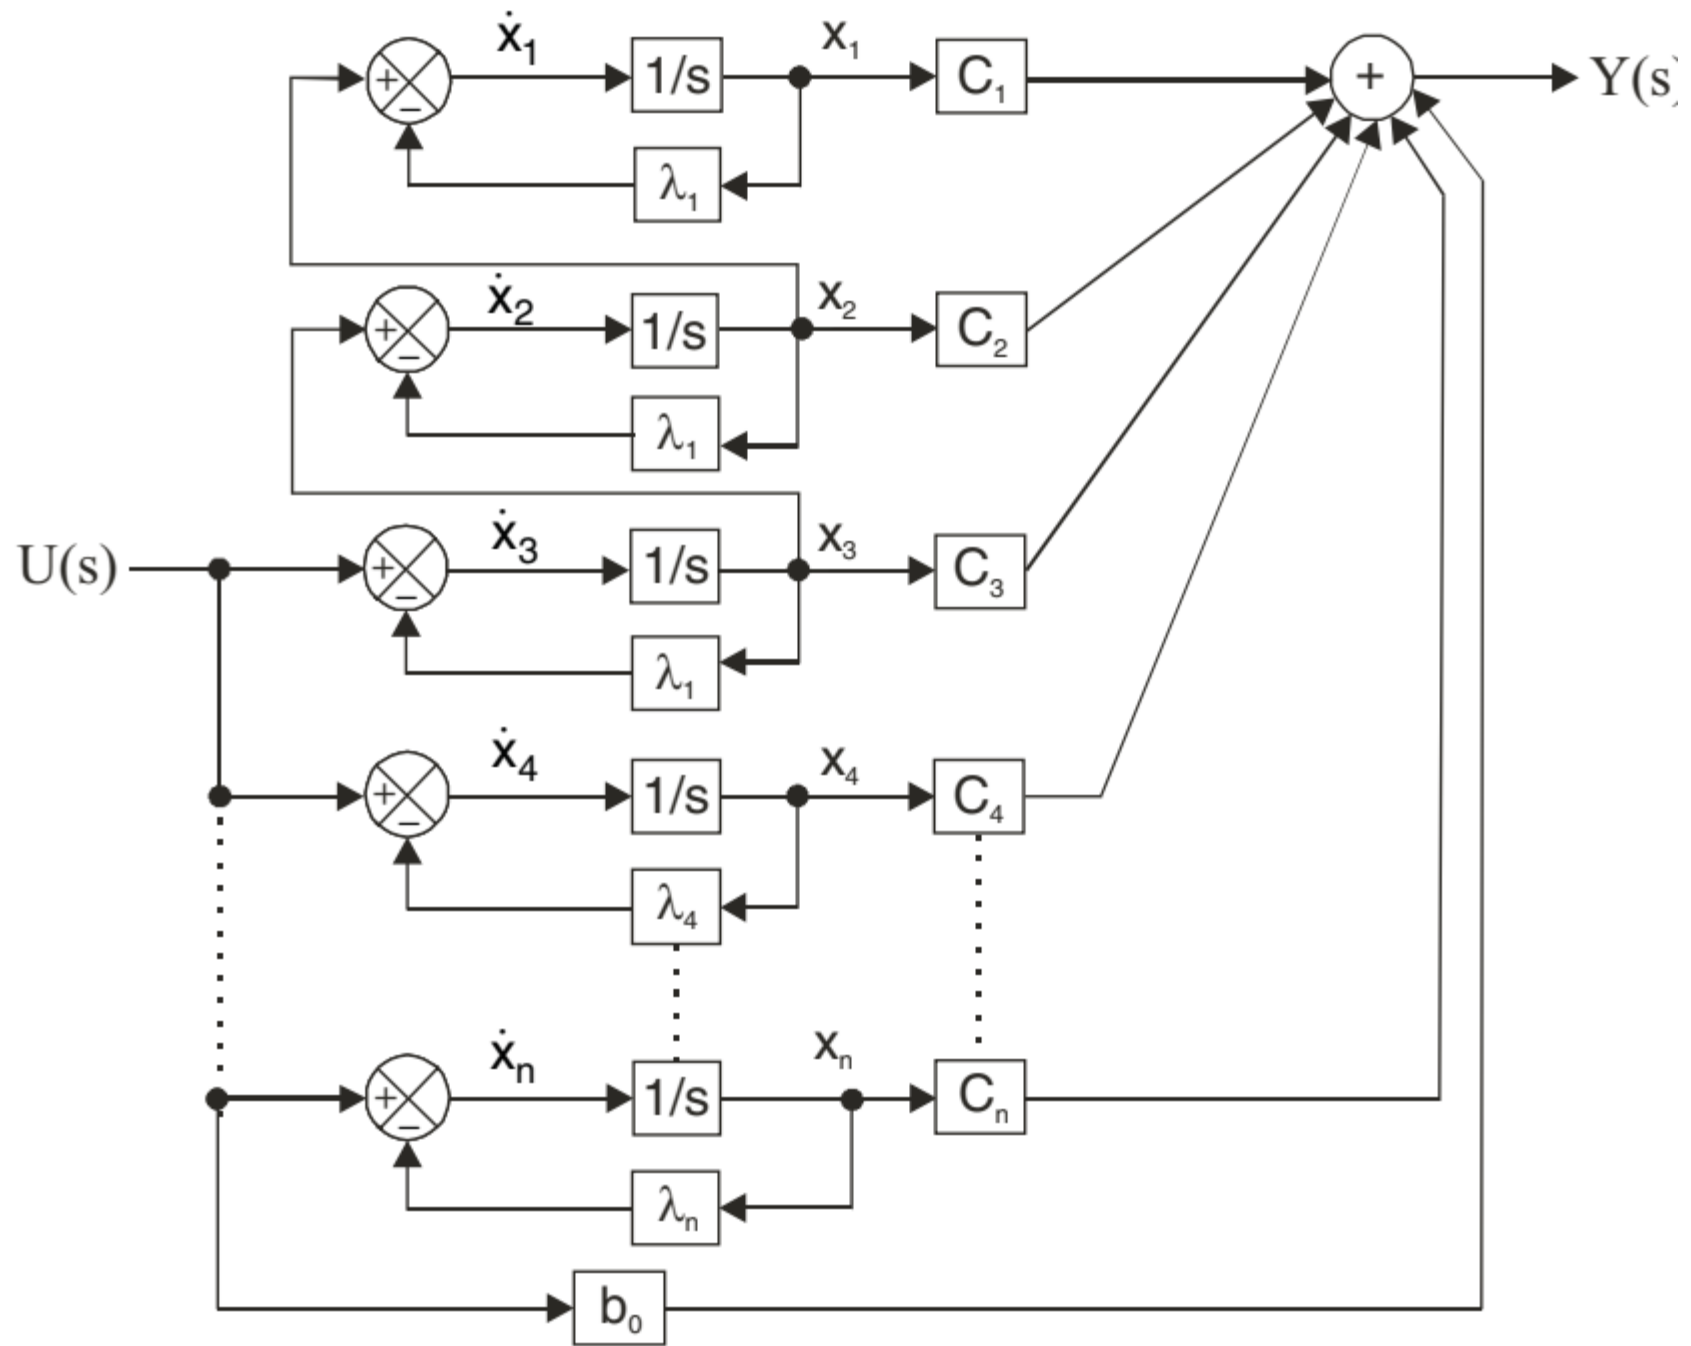 ẋ₁ 1/s x₁ C₁ + Y(s)
+ −
λ₁
ẋ₂ 1/s x₂ C₂
+ −
λ₁
U(s) ẋ₃ 1/s x₃ C₃
+ −
λ₁
ẋ₄ 1/s x₄ C₄
+ −
λ₄
ẋₙ 1/s xₙ Cₙ
+ −
λₙ
b₀